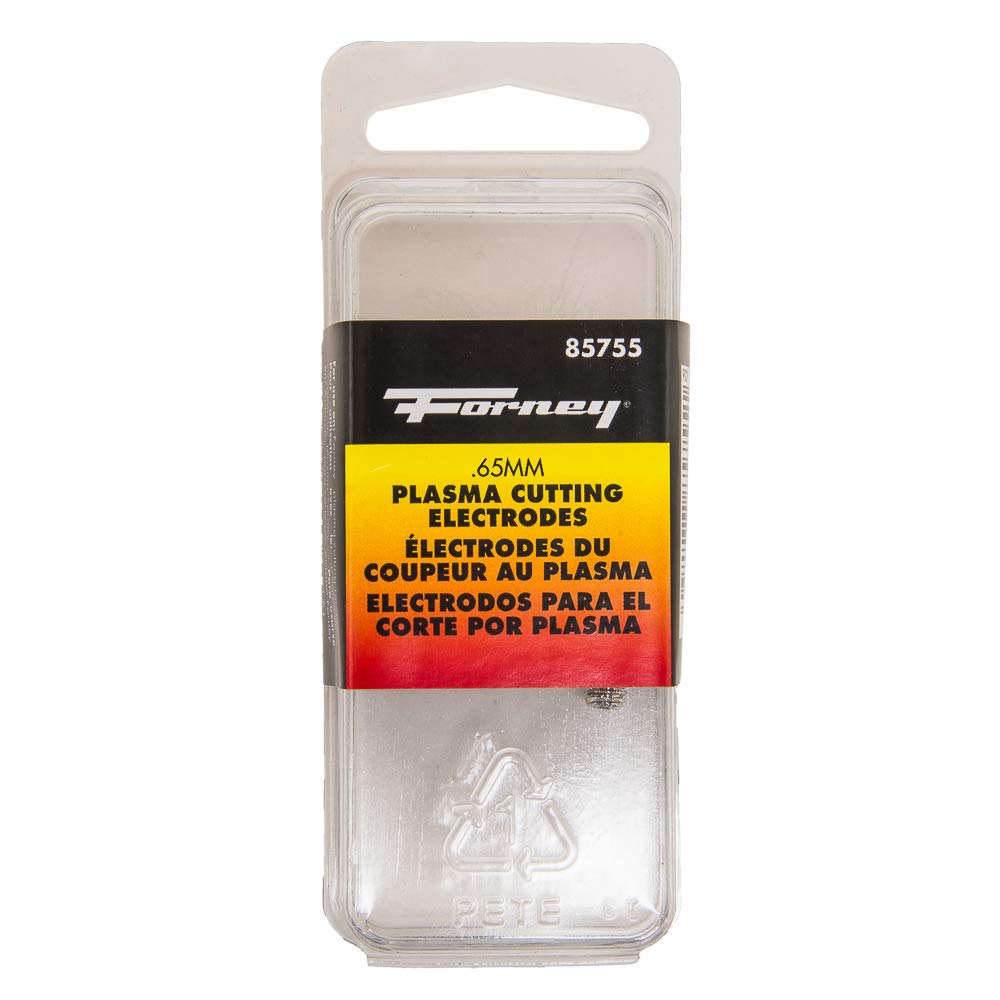 85755
Forney®
.65MM
PLASMA CUTTING
ELECTRODES
ÉLECTRODES DU
COUPEUR AU PLASMA
ELECTRODOS PARA EL
CORTE POR PLASMA
1
PETE